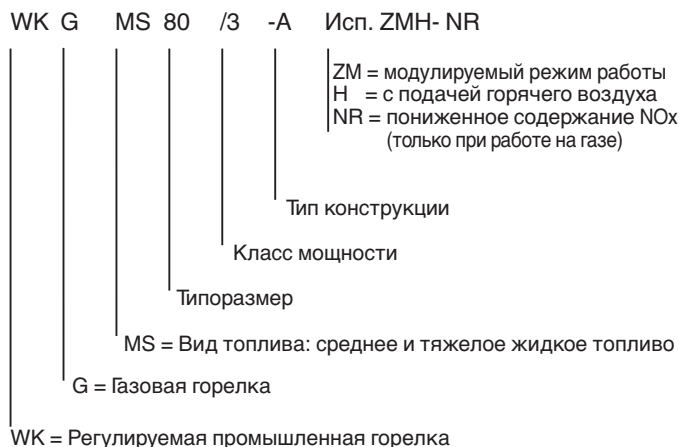 WK G MS 80 /3 -A Исп. ZMH- NR
ZM = модулируемый режим работы
H = с подачей горячего воздуха
NR = пониженное содержание NOx
(только при работе на газе)
Тип конструкции
Класс мощности
Типоразмер
MS = Вид топлива: среднее и тяжелое жидкое топливо
G = Газовая горелка
WK = Регулируемая промышленная горелка